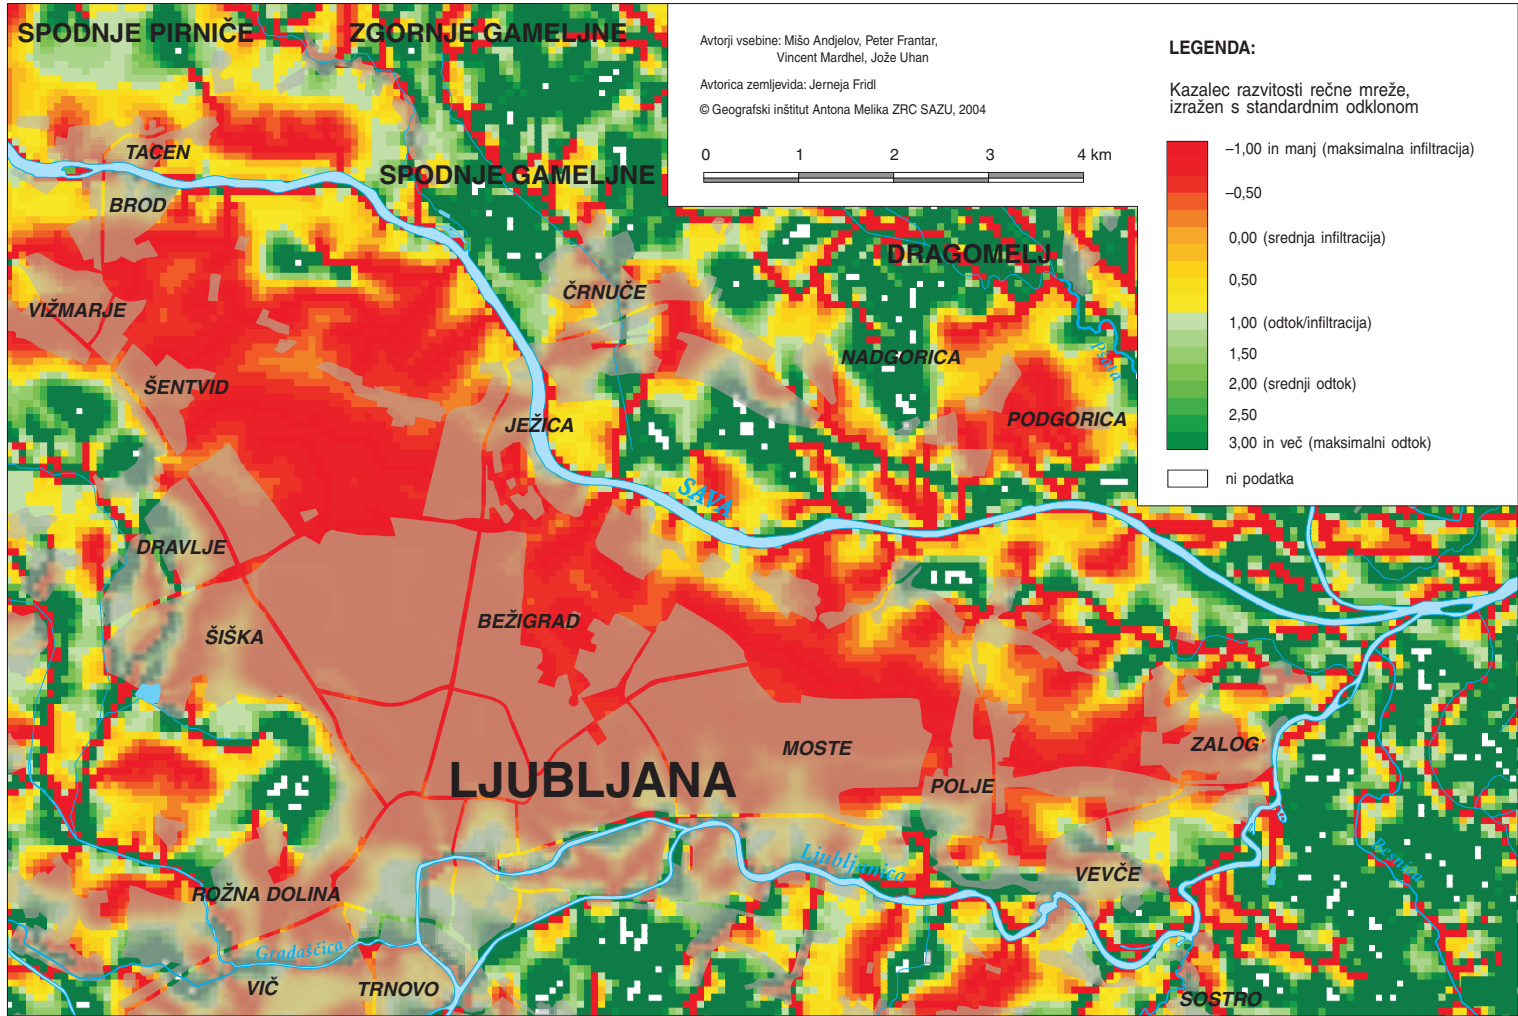 SPODNJE PIRNIČE
ZGORNJE GAMELJNE
Avtorji vsebine: Mišo Andjelov, Peter Frantar,
Vincent Mardhel, Jože Uhan
Avtorica zemljevida: Jerneja Fridl
© Geografski inštitut Antona Melika ZRC SAZU, 2004
0 1 2 3 4 km
LEGENDA:
Kazalec razvitosti rečne mreže,
izražen s standardnim odklonom
–1,00 in manj (maksimalna infiltracija)
–0,50
0,00 (srednja infiltracija)
0,50
1,00 (odtok/infiltracija)
1,50
2,00 (srednji odtok)
2,50
3,00 in več (maksimalni odtok)
ni podatka
TACEN
SPODNJE GAMELJNE
BROD
DRAGOMELJ
ČRNUČE
VIŽMARJE
NADGORICA
Pšata
ŠENTVID
JEŽICA
PODGORICA
SAVA
DRAVLJE
BEŽIGRAD
ŠIŠKA
MOSTE
ZALOG
LJUBLJANA
POLJE
Ljubljanica
Besnica
VEVČE
ROŽNA DOLINA
Gradaščica
VIČ
TRNOVO
SOSTRO